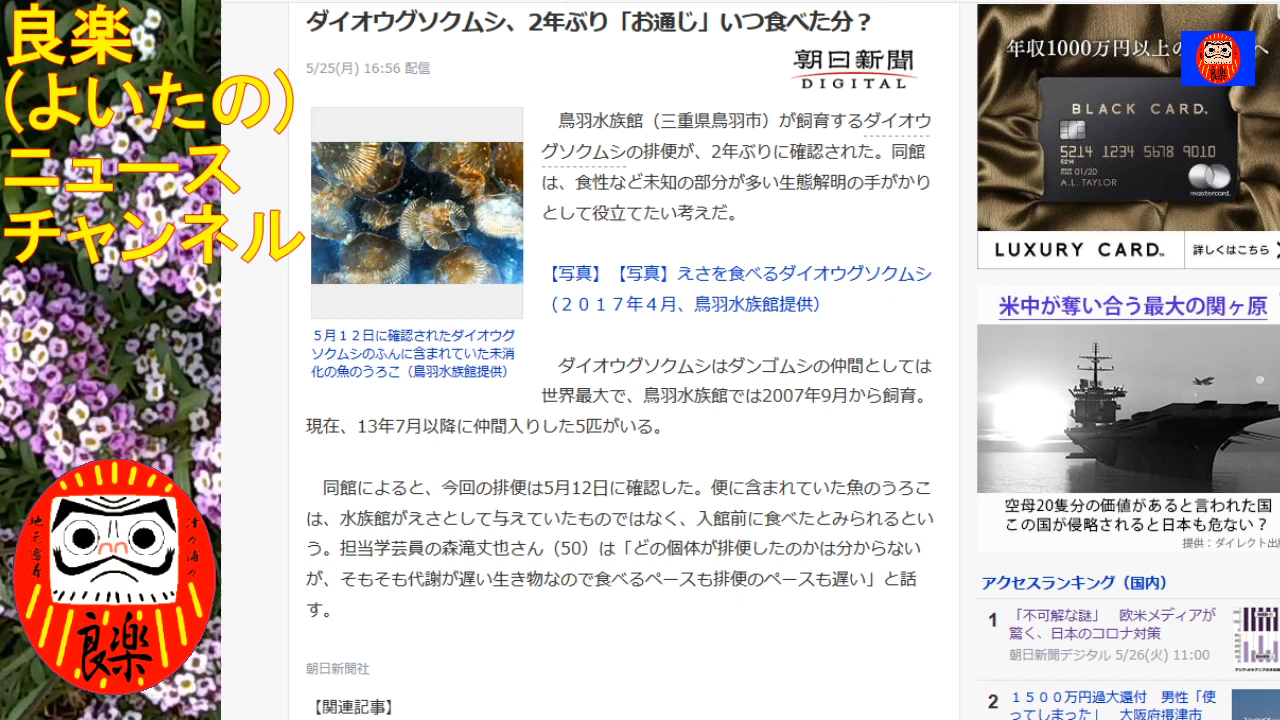 良楽
(よいたの)
ニュース
チャンネル
地元密着
津々浦々
良楽
ダイオウグソクムシ、2年ぶり「お通じ」いつ食べた分？
5/25(月) 16:56 配信
朝日新聞
DIGITAL
鳥羽水族館（三重県鳥羽市）が飼育するダイオウ
グソクムシの排便が、2年ぶりに確認された。同館
は、食性など未知の部分が多い生態解明の手がかり
として役立てたい考えだ。
【写真】【写真】えさを食べるダイオウグソクムシ
（２０１７年４月、鳥羽水族館提供）
５月１２日に確認されたダイオウグ
ソクムシのふんに含まれていた未消
化の魚のうろこ（鳥羽水族館提供）
ダイオウグソクムシはダンゴムシの仲間としては
世界最大で、鳥羽水族館では2007年9月から飼育。
現在、13年7月以降に仲間入りした5匹がいる。
同館によると、今回の排便は5月12日に確認した。便に含まれていた魚のうろこ
は、水族館がえさとして与えていたものではなく、入館前に食べたとみられるとい
う。担当学芸員の森滝丈也さん（50）は「どの個体が排便したのかは分からない
が、そもそも代謝が遅い生き物なので食べるペースも排便のペースも遅い」と話
す。
朝日新聞社
【関連記事】
年収1000万円以上の
へ
BLACK CARD.
5214 1234 5678 9010
5214
01/20
A.L. TAYLOR
mastercard.
LUXURY CARD.
詳しくはこちら
米中が奪い合う最大の関ヶ原
空母20隻分の価値があると言われた国
この国が侵略されると日本も危ない？
提供：ダイレクト出
アクセスランキング（国内）
1
「不可解な謎」　欧米メディアが
驚く、日本のコロナ対策
朝日新聞デジタル 5/26(火) 11:00
2
１５００万円過大還付　男性「使
ってしまった」　大阪府摂津市